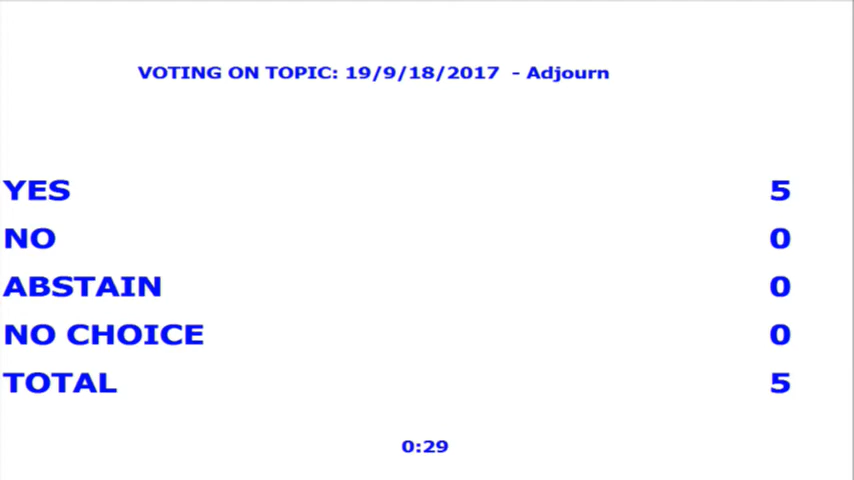 VOTING ON TOPIC: 19/9/18/2017 - Adjourn
YES 5
NO 0
ABSTAIN 0
NO CHOICE 0
TOTAL 5
0:29